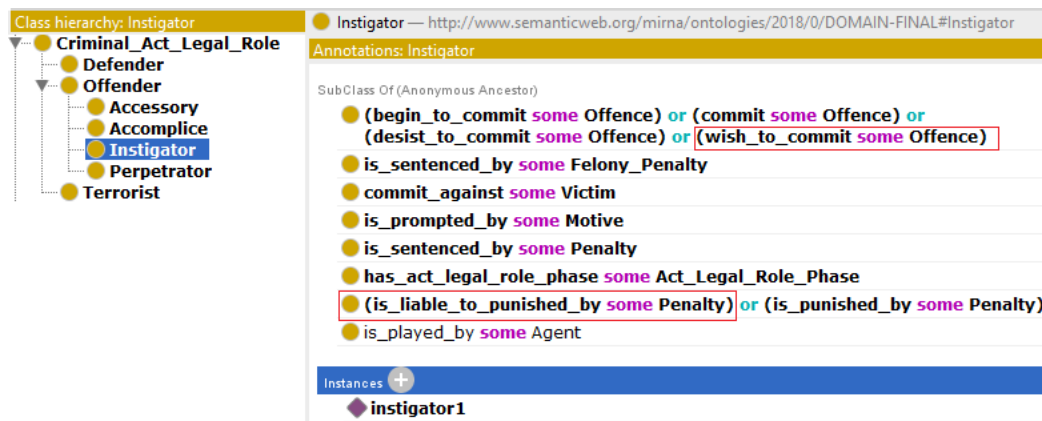 Class hierarchy: Instigator
Criminal_Act_Legal_Role
Defender
Offender
Accessory
Accomplice
Instigator
Perpetrator
Terrorist
Instigator — http://www.semanticweb.org/mirna/ontologies/2018/0/DOMAIN-FINAL#Instigator
Annotations: Instigator
SubClass Of (Anonymous Ancestor)
(begin_to_commit some Offence) or (commit some Offence) or
(desist_to_commit some Offence) or (wish_to_commit some Offence)
is_sentenced_by some Felony_Penalty
commit_against some Victim
is_prompted_by some Motive
is_sentenced_by some Penalty
has_act_legal_role_phase some Act_Legal_Role_Phase
(is_liable_to_punished_by some Penalty) or (is_punished_by some Penalty)
is_played_by some Agent
Instances
instigator1